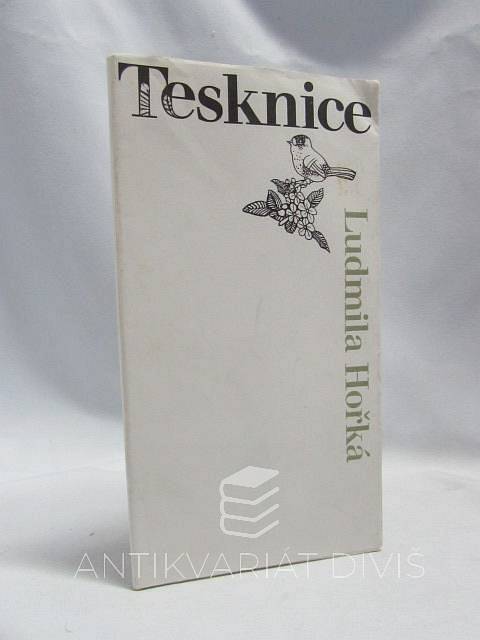 Tesknice
Ludmila Hořká
ANTIKVARIÁT DIVIŠ